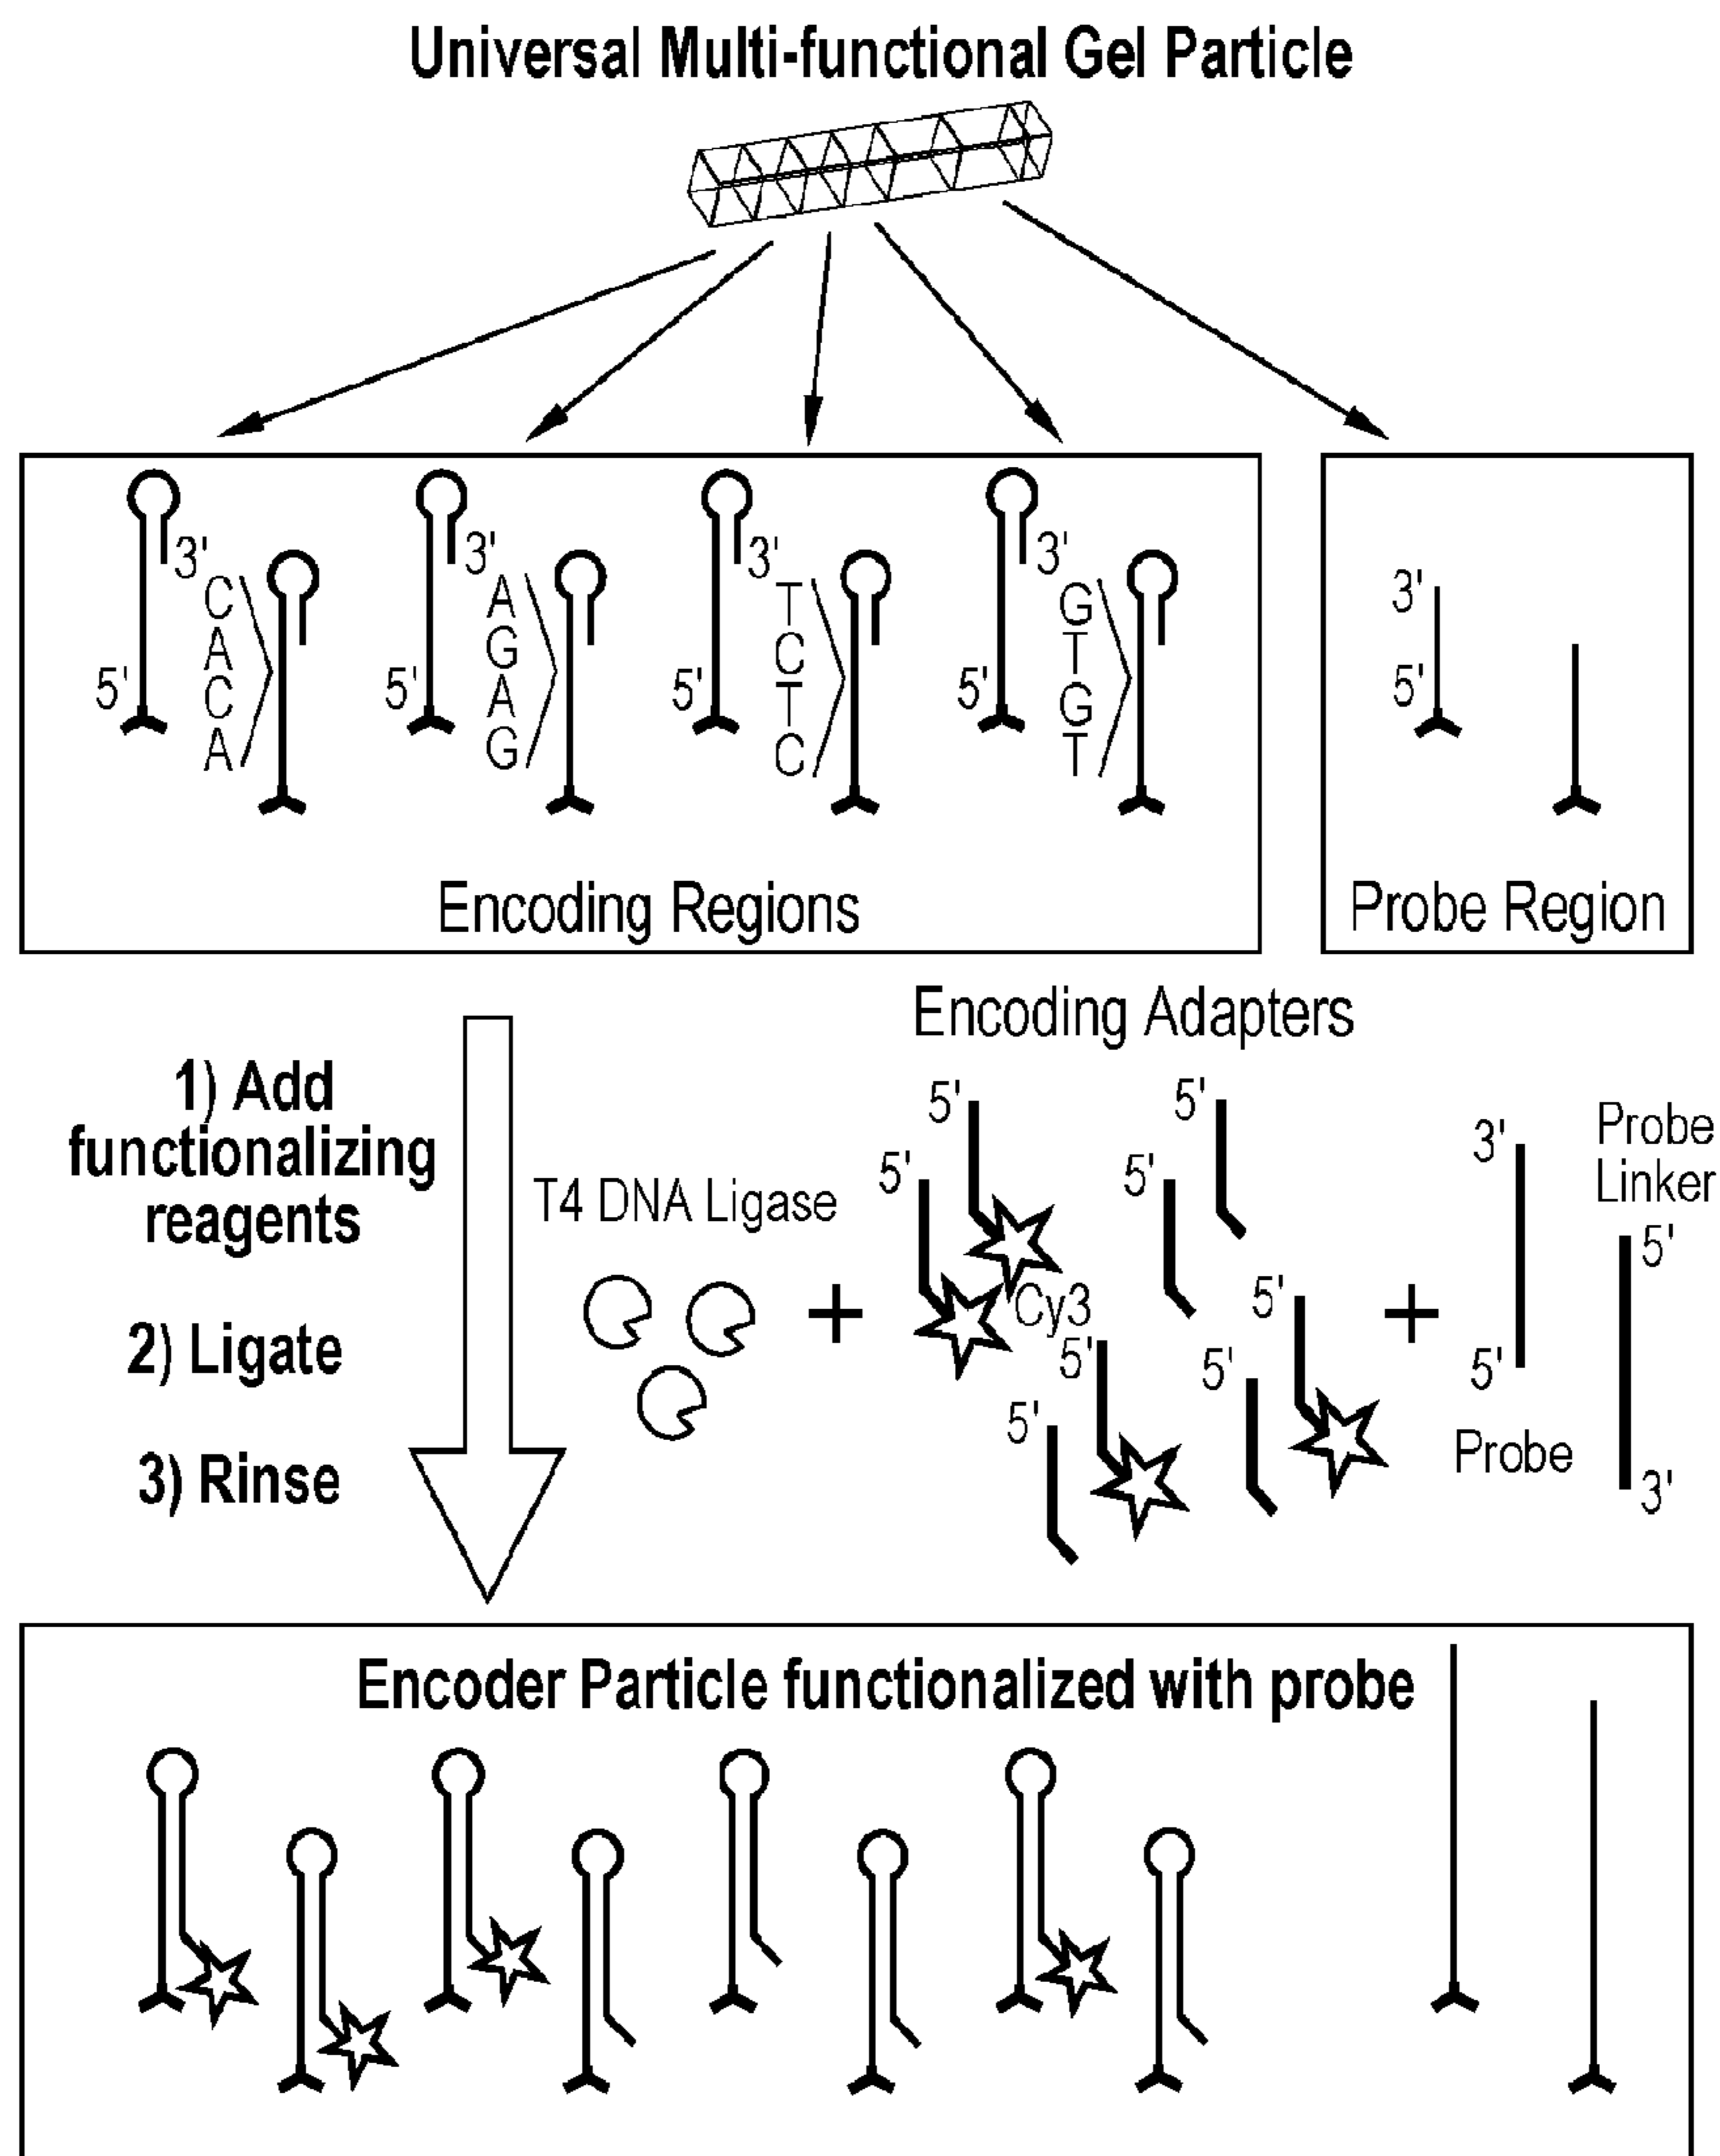 Universal Multi-functional Gel Particle
3' 3' 3' 3'
C A T G
A G C T
C A T G
A G C T
5' 5' 5' 5'
Encoding Regions
3'
5'
Probe Region
Encoding Adapters
1) Add
functionalizing
reagents
2) Ligate
3) Rinse
T4 DNA Ligase
+
5' 5'
5' 5'
Cy3
5' 5'
5' 5'
+
3'
5'
Probe
Probe
Linker
5'
3'
Encoder Particle functionalized with probe